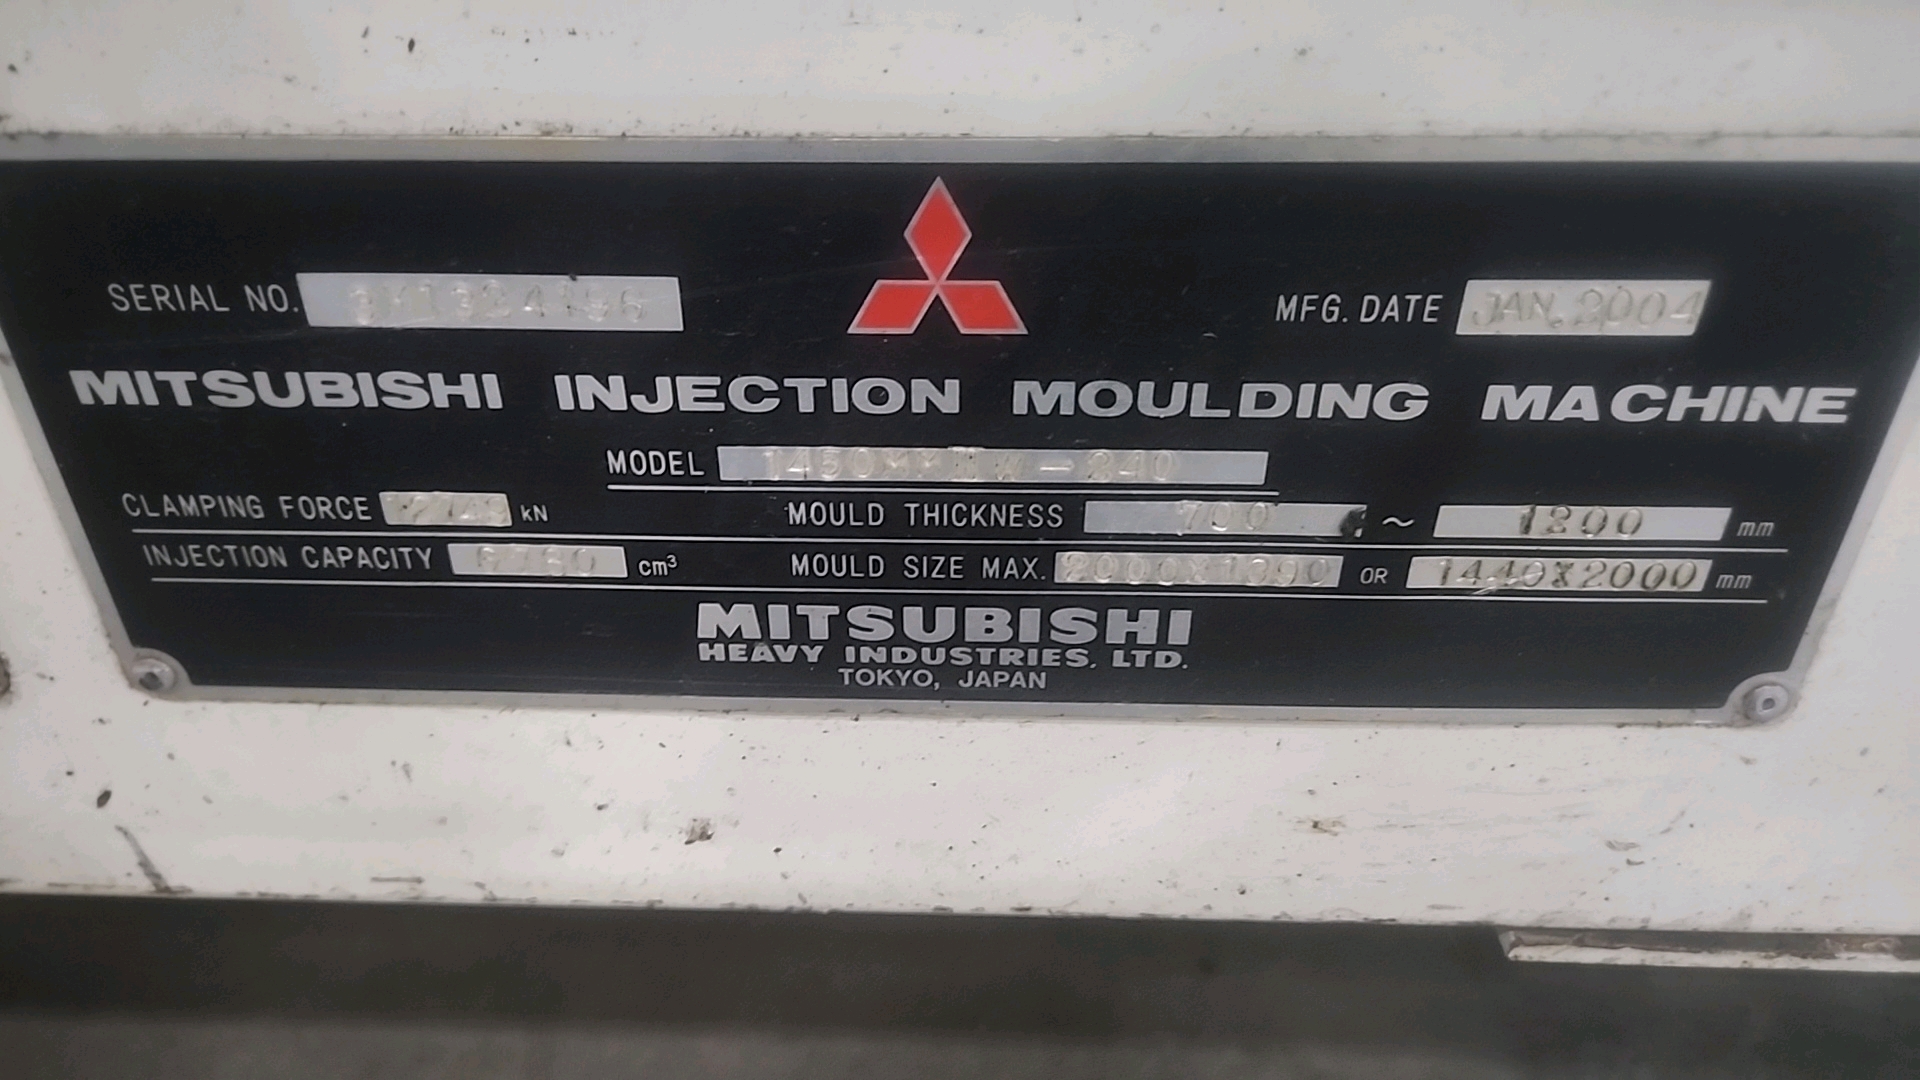 SERIAL NO.
MFG. DATE JAN. 2004
MITSUBISHI INJECTION MOULDING MACHINE
MODEL
CLAMPING FORCE kN MOULD THICKNESS 700 ~ mm
INJECTION CAPACITY cm³ MOULD SIZE MAX. OR 1440X2000 mm
MITSUBISHI
HEAVY INDUSTRIES, LTD.
TOKYO, JAPAN